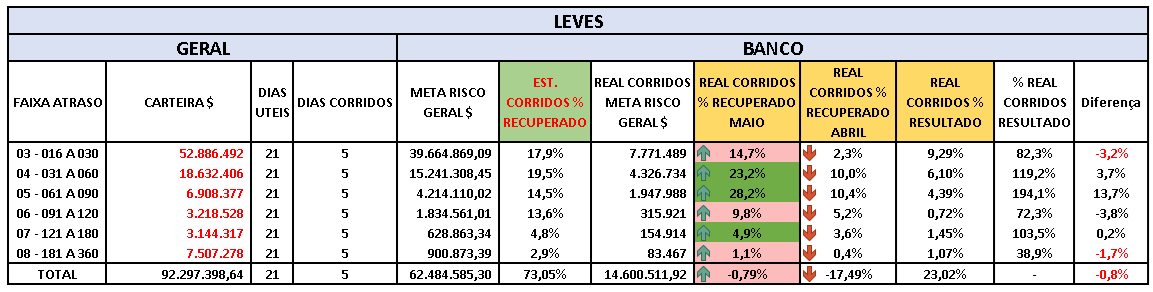 LEVES
GERAL BANCO
FAIXA ATRASO CARTEIRA $ DIAS UTEIS DIAS CORRIDOS META RISCO GERAL $ EST. CORRIDOS % RECUPERADO REAL CORRIDOS META RISCO GERAL $ REAL CORRIDOS % RECUPERADO MAIO REAL CORRIDOS % RECUPERADO ABRIL REAL CORRIDOS % RESULTADO % REAL CORRIDOS RESULTADO Diferença
03 - 016 A 030 52.886.492 21 5 39.664.869,09 17,9% 7.771.489 14,7% 2,3% 9,29% 82,3% -3,2%
04 - 031 A 060 18.632.406 21 5 15.241.308,45 19,5% 4.326.734 23,2% 10,0% 6,10% 119,2% 3,7%
05 - 061 A 090 6.908.377 21 5 4.214.110,02 14,5% 1.947.988 28,2% 10,4% 4,39% 194,1% 13,7%
06 - 091 A 120 3.218.528 21 5 1.834.561,01 13,6% 315.921 9,8% 5,2% 0,72% 72,3% -3,8%
07 - 121 A 180 3.144.317 21 5 628.863,34 4,8% 154.914 4,9% 3,6% 1,45% 103,5% 0,2%
08 - 181 A 360 7.507.278 21 5 900.873,39 2,9% 83.467 1,1% 0,4% 1,07% 38,9% -1,7%
TOTAL 92.297.398,64 21 5 62.484.585,30 73,05% 14.600.511,92 -0,79% -17,49% 23,02% - -0,8%